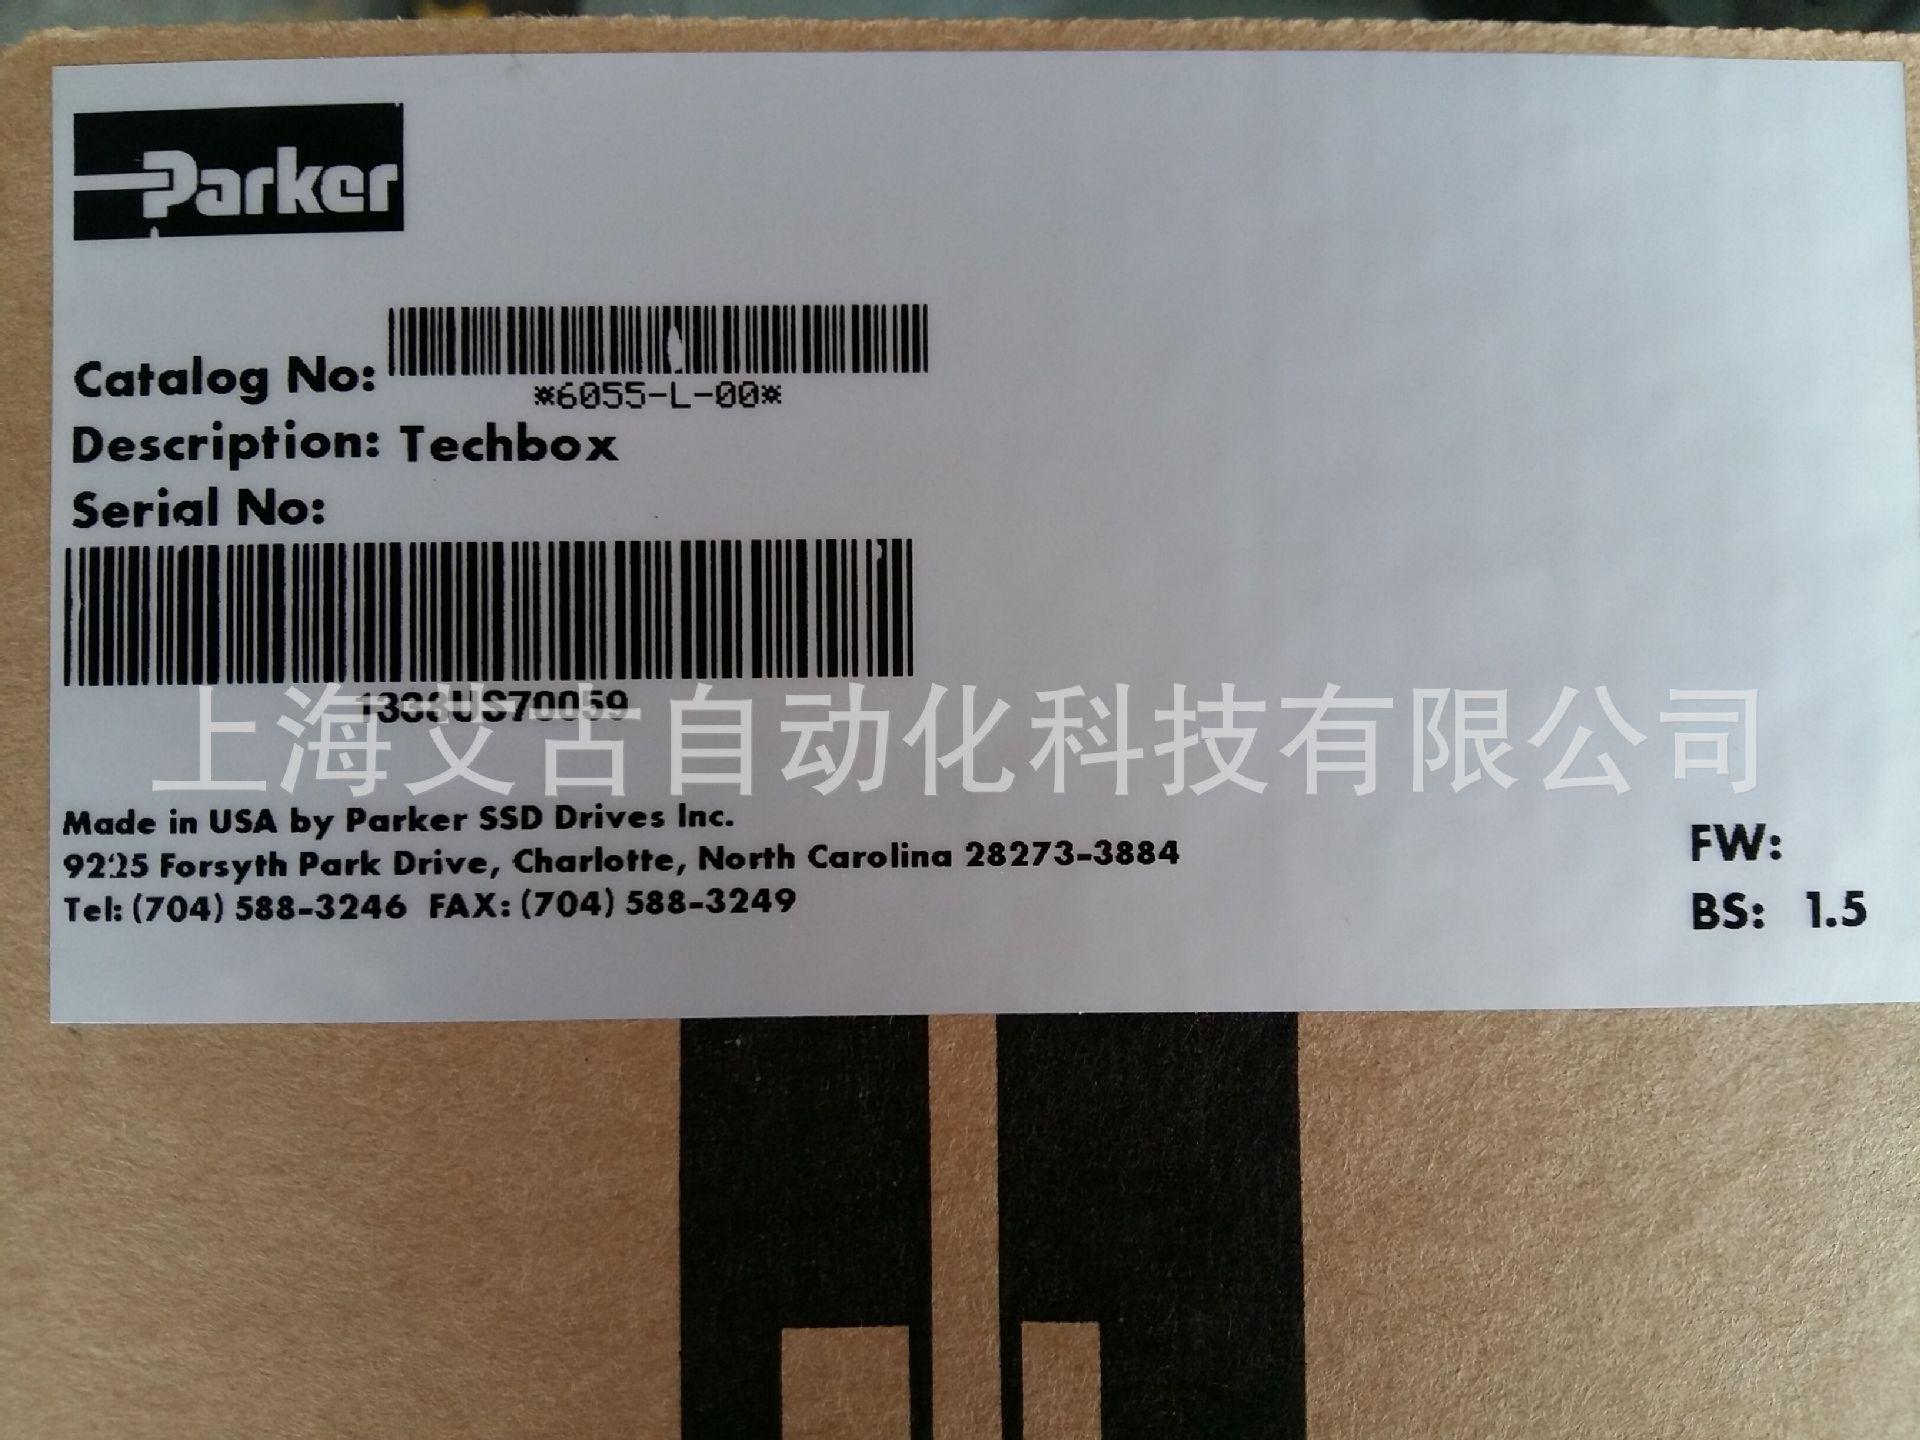 Parker
Catalog No:
*6055-L-00*
Description: Techbox
Serial No:
上海艾古自动化科技有限公司
Made in USA by Parker SSD Drives Inc.
9225 Forsyth Park Drive, Charlotte, North Carolina 28273-3884
Tel: (704) 588-3246 FAX: (704) 588-3249
FW:
BS: 1.5